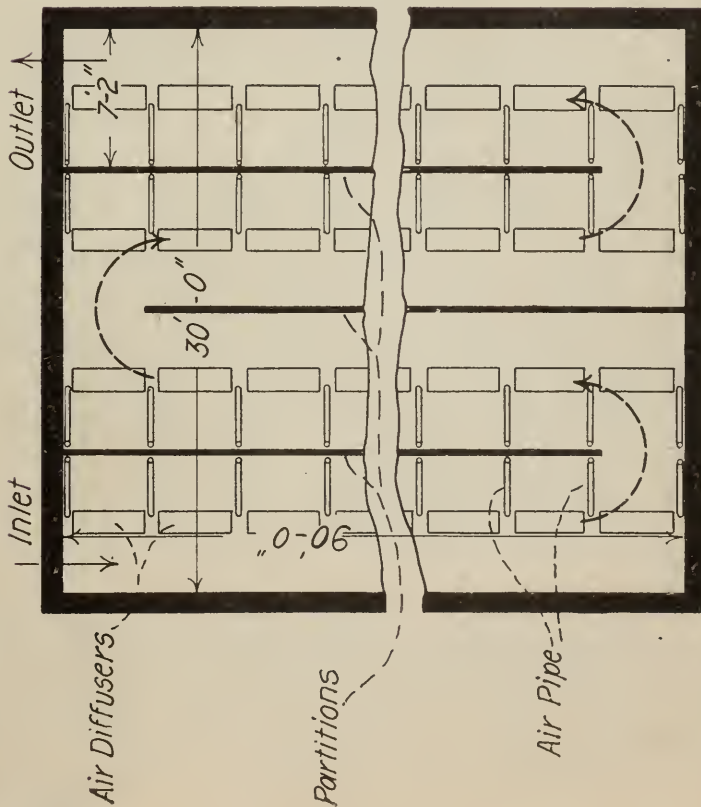 Inlet
Outlet
7'-2"
30'-0"
90'-0"
Air Diffusers
Partitions
Air Pipe